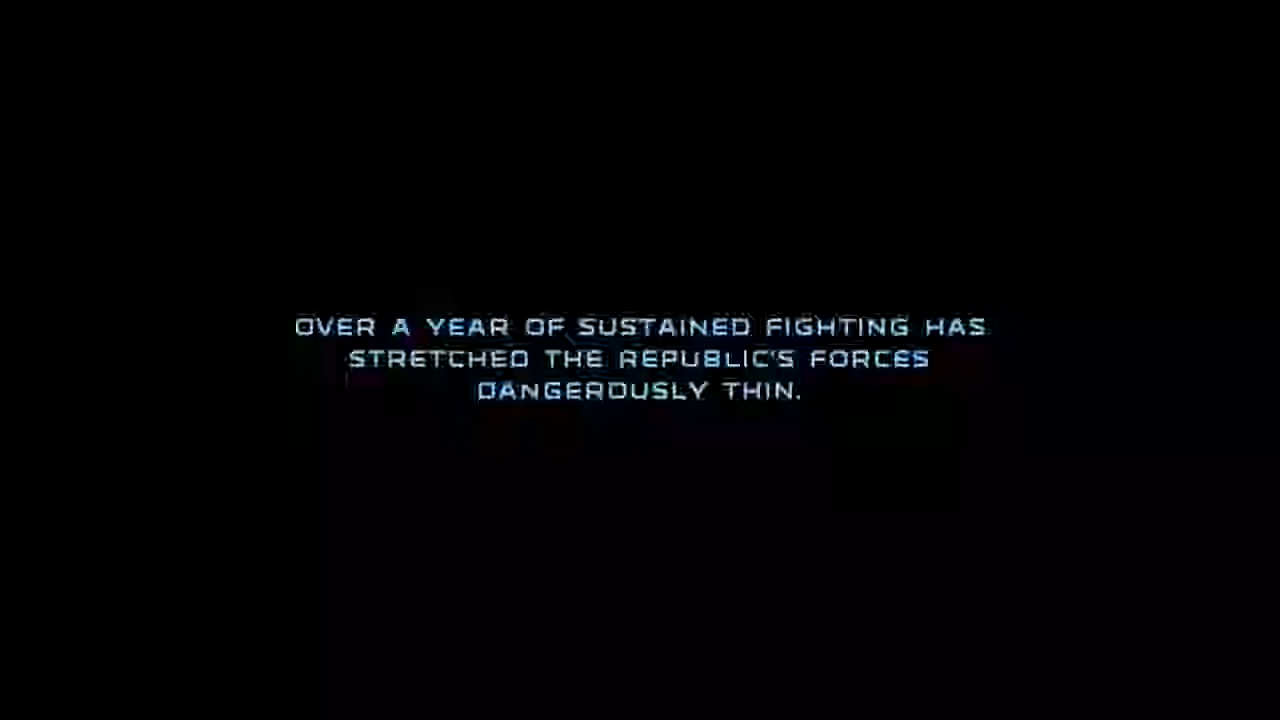 OVER A YEAR OF SUSTAINED FIGHTING HAS
STRETCHED THE REPUBLIC'S FORCES
DANGEROUSLY THIN.